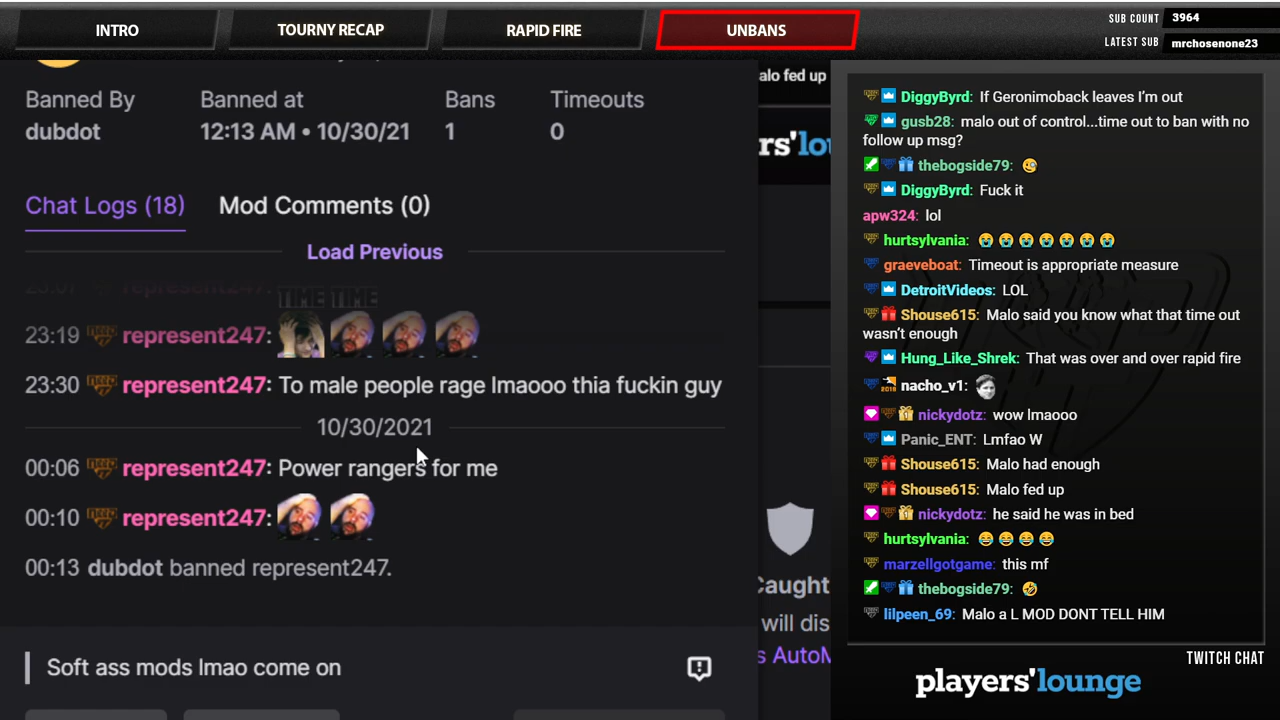 INTRO TOURNY RECAP RAPID FIRE UNBANS
SUB COUNT 3964
LATEST SUB mrchosenone23
Banned By Banned at Bans Timeouts
dubdot 12:13 AM • 10/30/21 1 0
Chat Logs (18) Mod Comments (0)
Load Previous
23:07 represent247:
TIME TIME
23:19 represent247:
23:30 represent247: To male people rage lmaooo thia fuckin guy
10/30/2021
00:06 represent247: Power rangers for me
00:10 represent247:
00:13 dubdot banned represent247.
Soft ass mods lmao come on
alo fed up
rs'lou
Caught
will dis
s AutoM
DiggyByrd: If Geronimoback leaves I'm out
gusb28: malo out of control...time out to ban with no
follow up msg?
thebogside79: 🧐
DiggyByrd: Fuck it
apw324: lol
hurtsylvania: 😭😭😭😭😭😭😭
graeveboat: Timeout is appropriate measure
DetroitVideos: LOL
Shouse615: Malo said you know what that time out
wasn't enough
Hung_Like_Shrek: That was over and over rapid fire
nacho_v1:
nickydotz: wow lmaooo
Panic_ENT: Lmfao W
Shouse615: Malo had enough
Shouse615: Malo fed up
nickydotz: he said he was in bed
hurtsylvania: 😂😂😂😂
marzellgotgame: this mf
thebogside79: 🤣
lilpeen_69: Malo a L MOD DONT TELL HIM
TWITCH CHAT
players'lounge